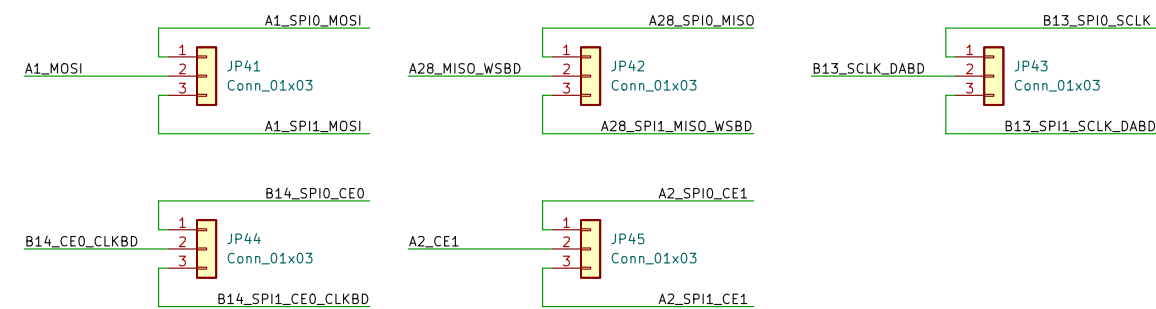 A1_SPI0_MOSI
1
A1_MOSI
2
3
JP41
Conn_01x03
A1_SPI1_MOSI
A28_SPI0_MISO
1
A28_MISO_WSBD
2
3
JP42
Conn_01x03
A28_SPI1_MISO_WSBD
B13_SPI0_SCLK
1
B13_SCLK_DABD
2
3
JP43
Conn_01x03
B13_SPI1_SCLK_DABD
B14_SPI0_CE0
1
B14_CE0_CLKBD
2
3
JP44
Conn_01x03
B14_SPI1_CE0_CLKBD
A2_SPI0_CE1
1
A2_CE1
2
3
JP45
Conn_01x03
A2_SPI1_CE1